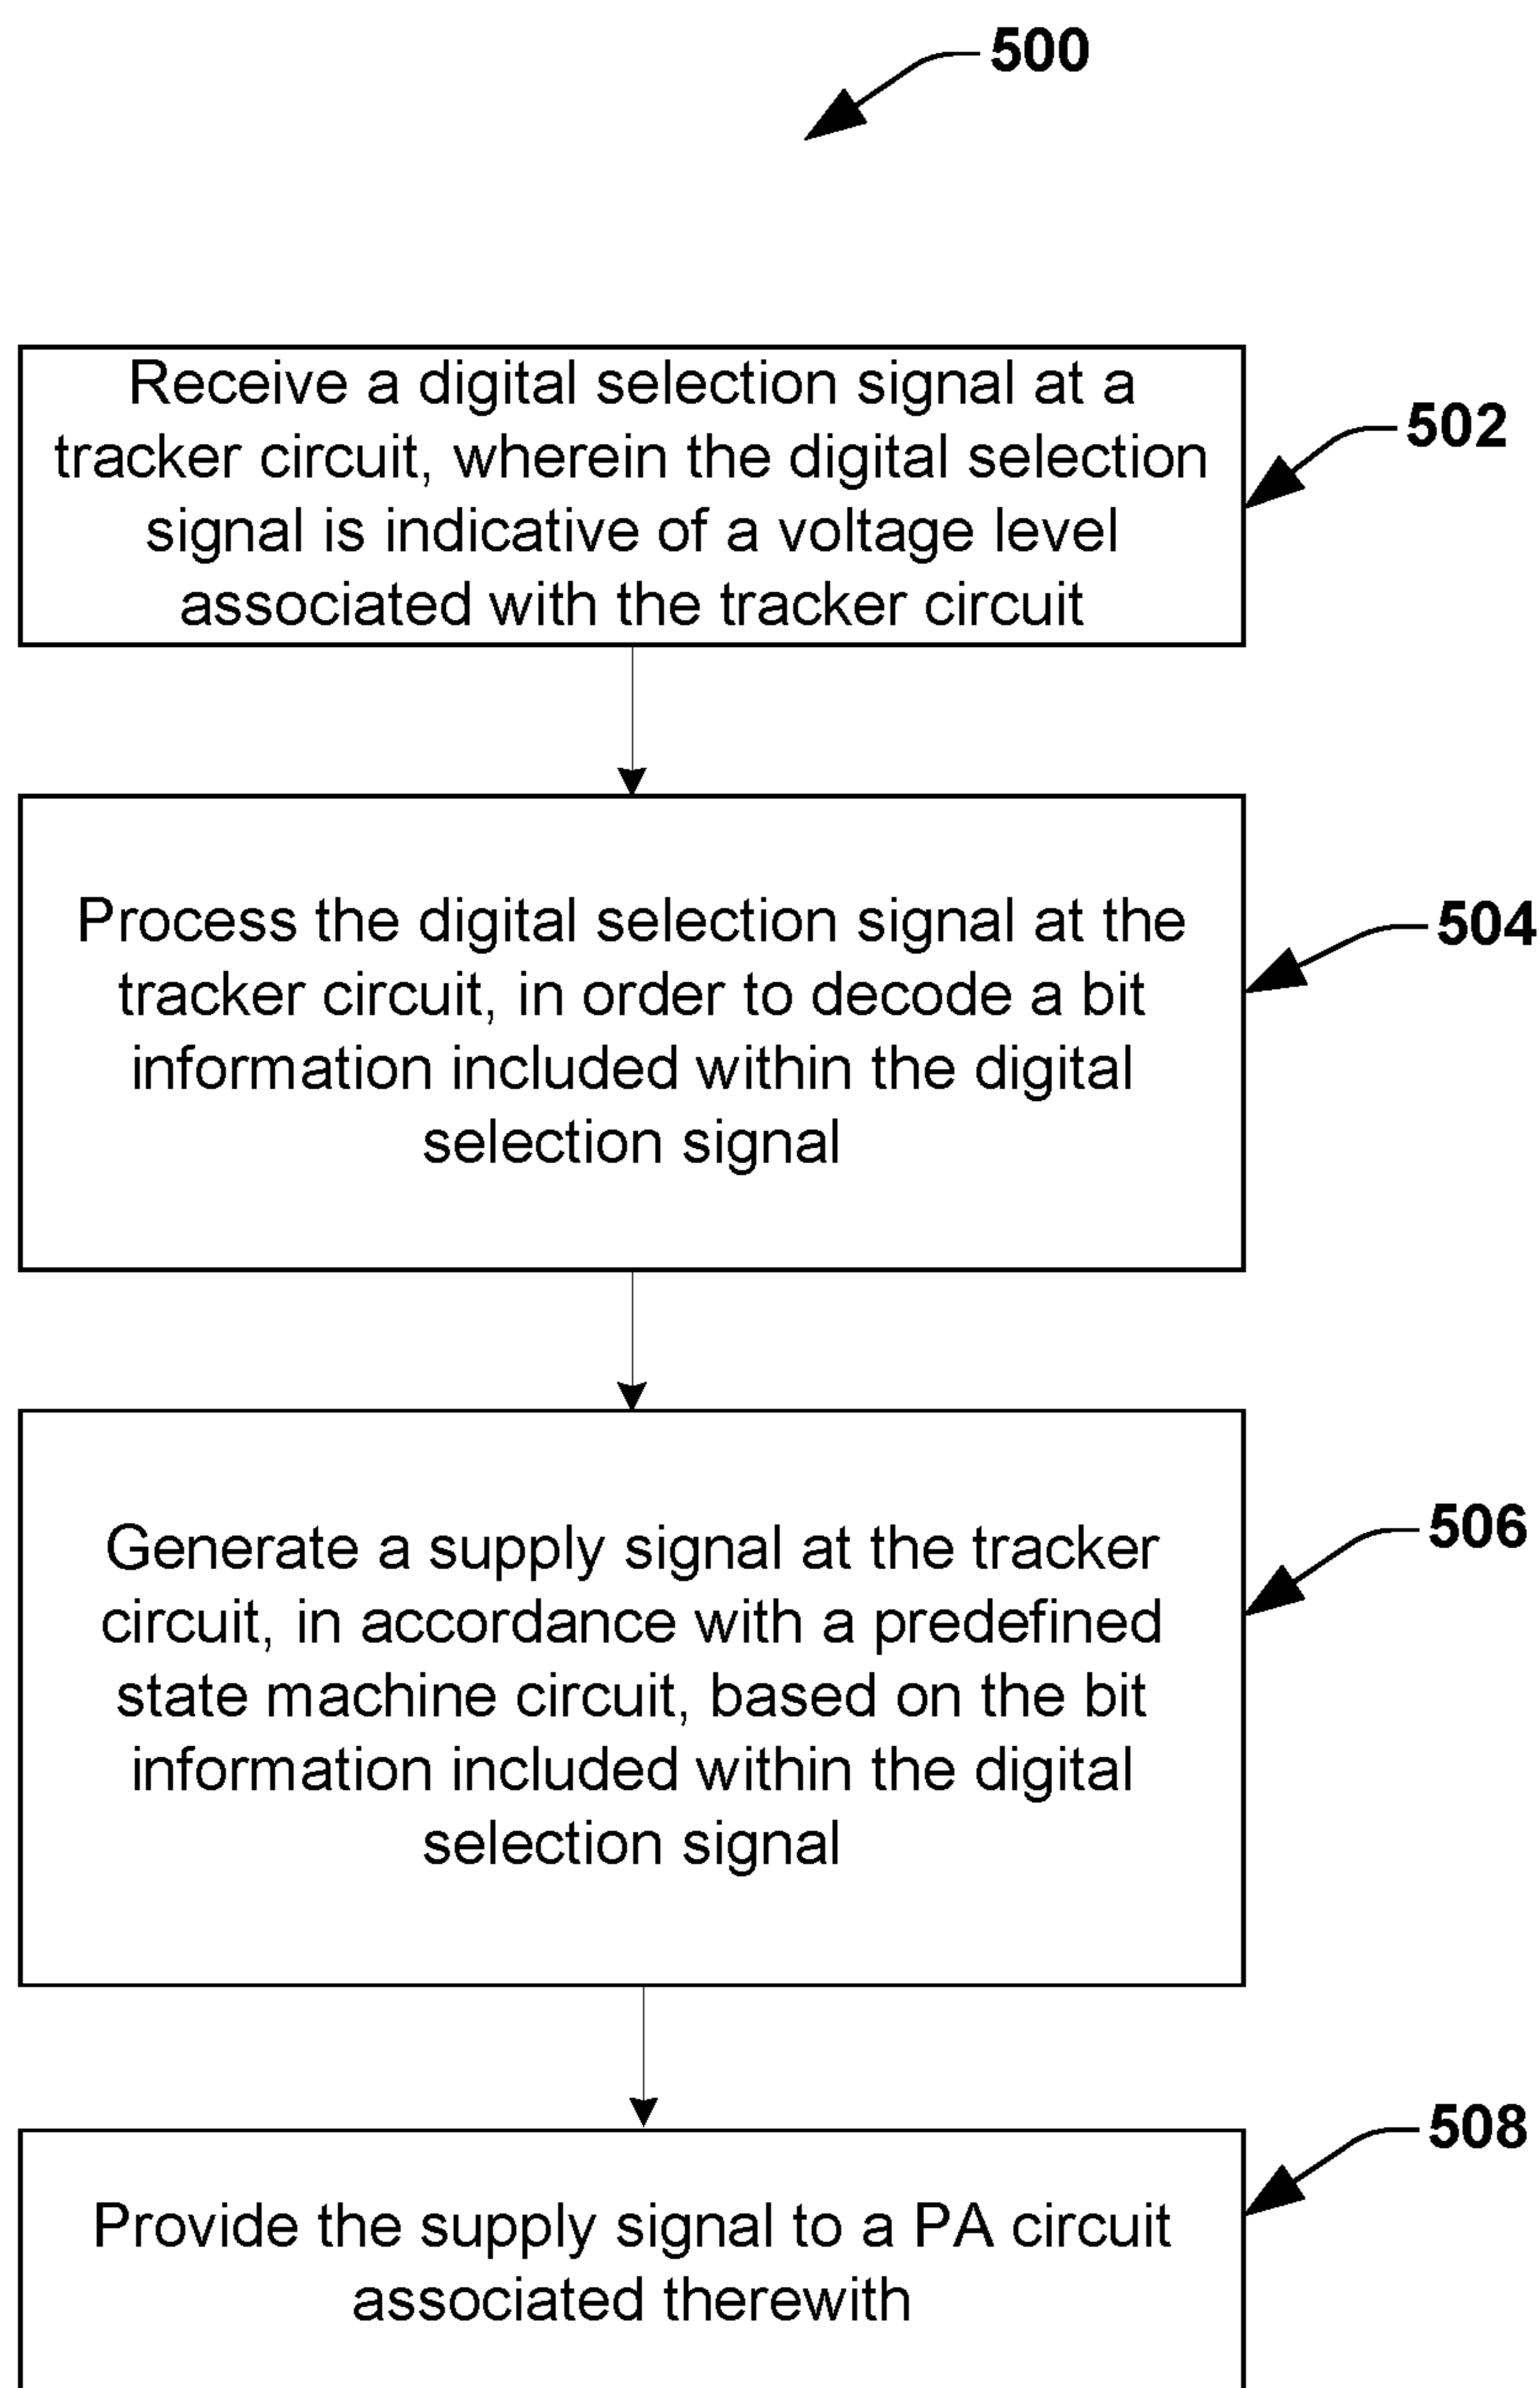 500
Receive a digital selection signal at a
tracker circuit, wherein the digital selection
signal is indicative of a voltage level
associated with the tracker circuit
502
Process the digital selection signal at the
tracker circuit, in order to decode a bit
information included within the digital
selection signal
504
Generate a supply signal at the tracker
circuit, in accordance with a predefined
state machine circuit, based on the bit
information included within the digital
selection signal
506
Provide the supply signal to a PA circuit
associated therewith
508